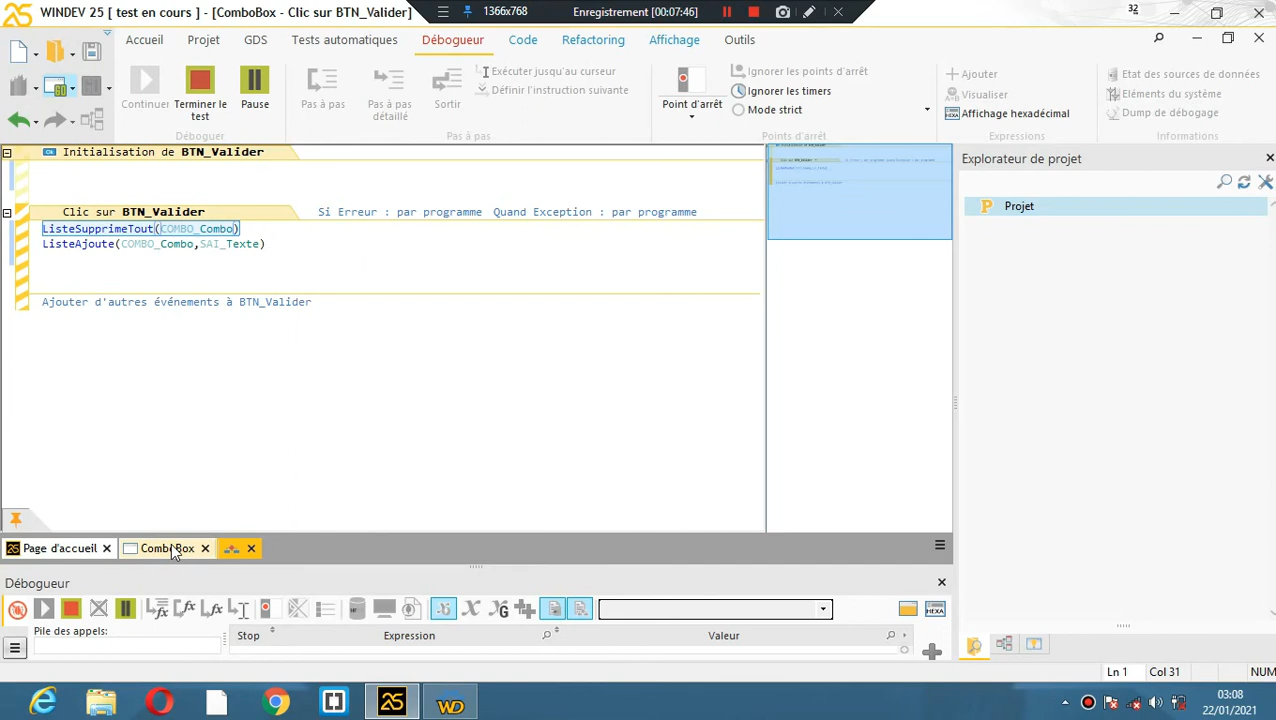 WINDEV 25 [ test en cours ] - [ComboBox - Clic sur BTN_Valider]
1366x768
Enregistrement (00:07:46)
32
Accueil
Projet
GDS
Tests automatiques
Débogueur
Code
Refactoring
Affichage
Outils
Continuer
Terminer le test
Pause
Pas à pas
Pas à pas détaillé
Sortir
Exécuter jusqu'au curseur
Définir l'instruction suivante
Point d'arrêt
Ignorer les points d'arrêt
Ignorer les timers
Mode strict
Ajouter
Visualiser
Affichage hexadécimal
Etat des sources de données
Eléments du système
Dump de débogage
Déboguer
Pas à pas
Points d'arrêt
Expressions
Informations
Initialisation de BTN_Valider
Clic sur BTN_Valider
Si Erreur : par programme Quand Exception : par programme
ListeSupprimeTout(COMBO_Combo)
ListeAjoute(COMBO_Combo,SAI_Texte)
Ajouter d'autres événements à BTN_Valider
Explorateur de projet
Projet
Page d'accueil
ComboBox
Débogueur
HEXA
Pile des appels:
Stop
Expression
Valeur
Ln 1
Col 31
NUM
03:08
22/01/2021